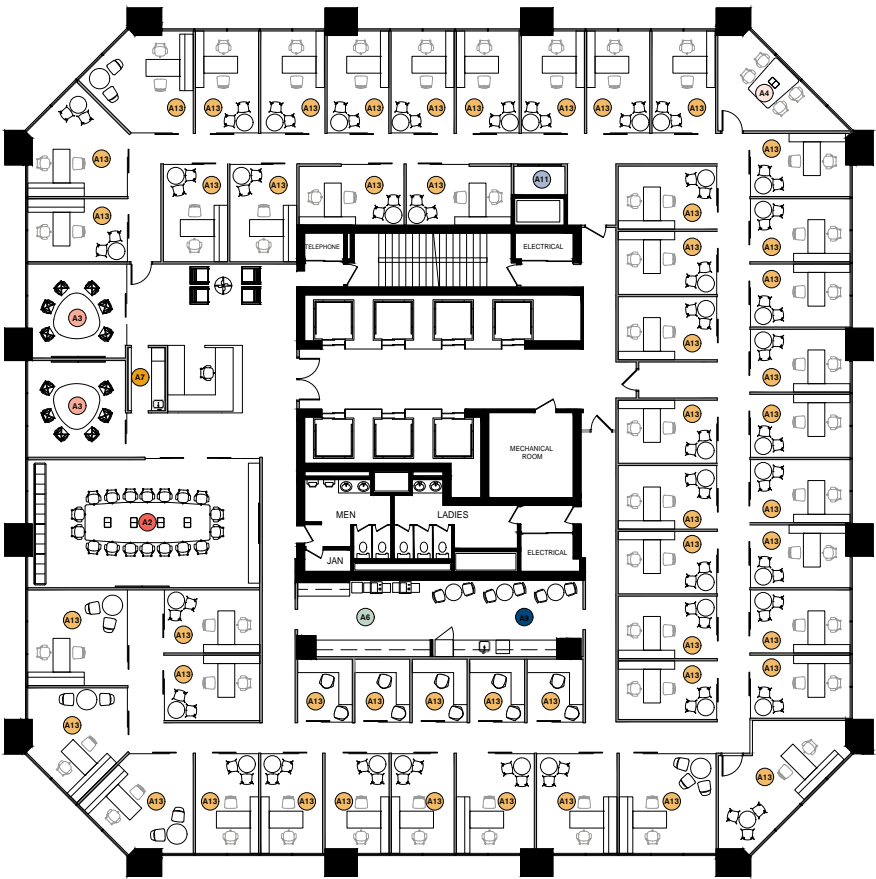 A4
A13 A13 A13 A13 A13 A13 A13 A13 A13
A13
A13
A11
A13 A13 A13 A13
A13 A13
TELEPHONE ELECTRICAL A13 A13
A13
A3
A13
A7 A13
A3 A13 A13
MECHANICAL
ROOM
A13
MEN LADIES
A2 A13
A13 A13
ELECTRICAL
JAN
A6 A9
A13
A13 A13 A13
A13 A13 A13
A13 A13 A13 A13 A13
A13
A13
A13 A13 A13 A13 A13 A13 A13 A13